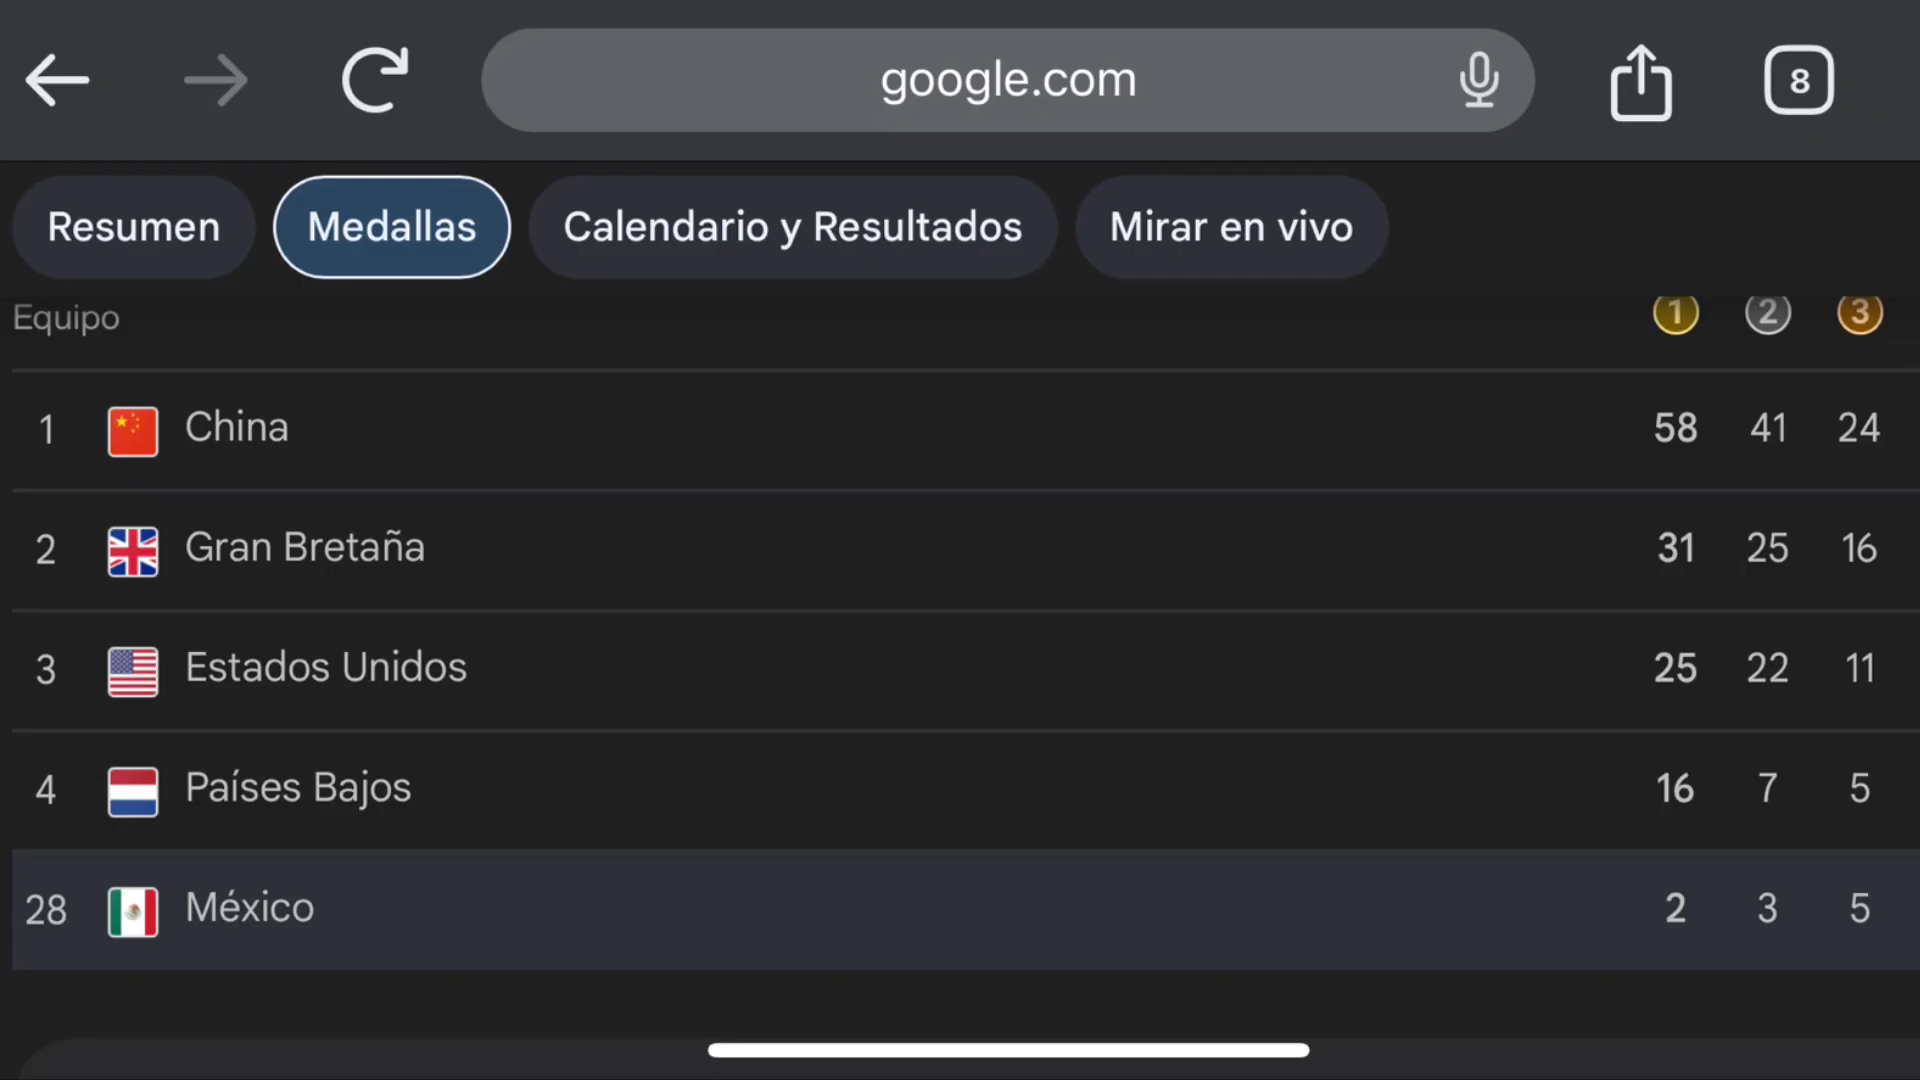 google.com
8
Resumen
Medallas
Calendario y Resultados
Mirar en vivo
Equipo 1 2 3
1 China 58 41 24
2 Gran Bretaña 31 25 16
3 Estados Unidos 25 22 11
4 Países Bajos 16 7 5
28 México 2 3 5